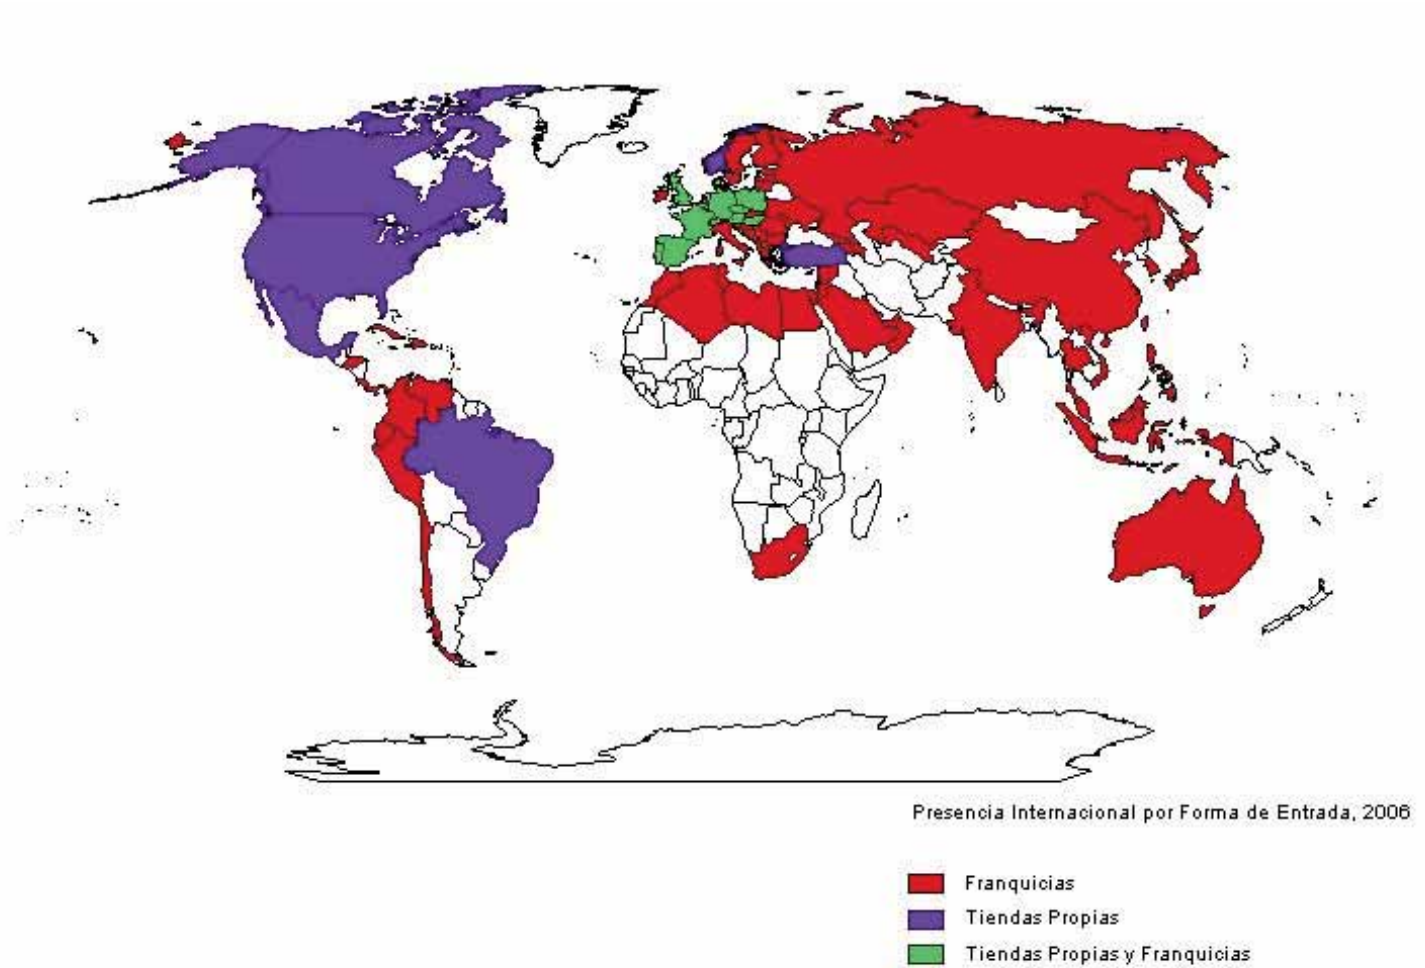 Presencia Internacional por Forma de Entrada, 2006
Franquicias
Tiendas Propias
Tiendas Propias y Franquicias